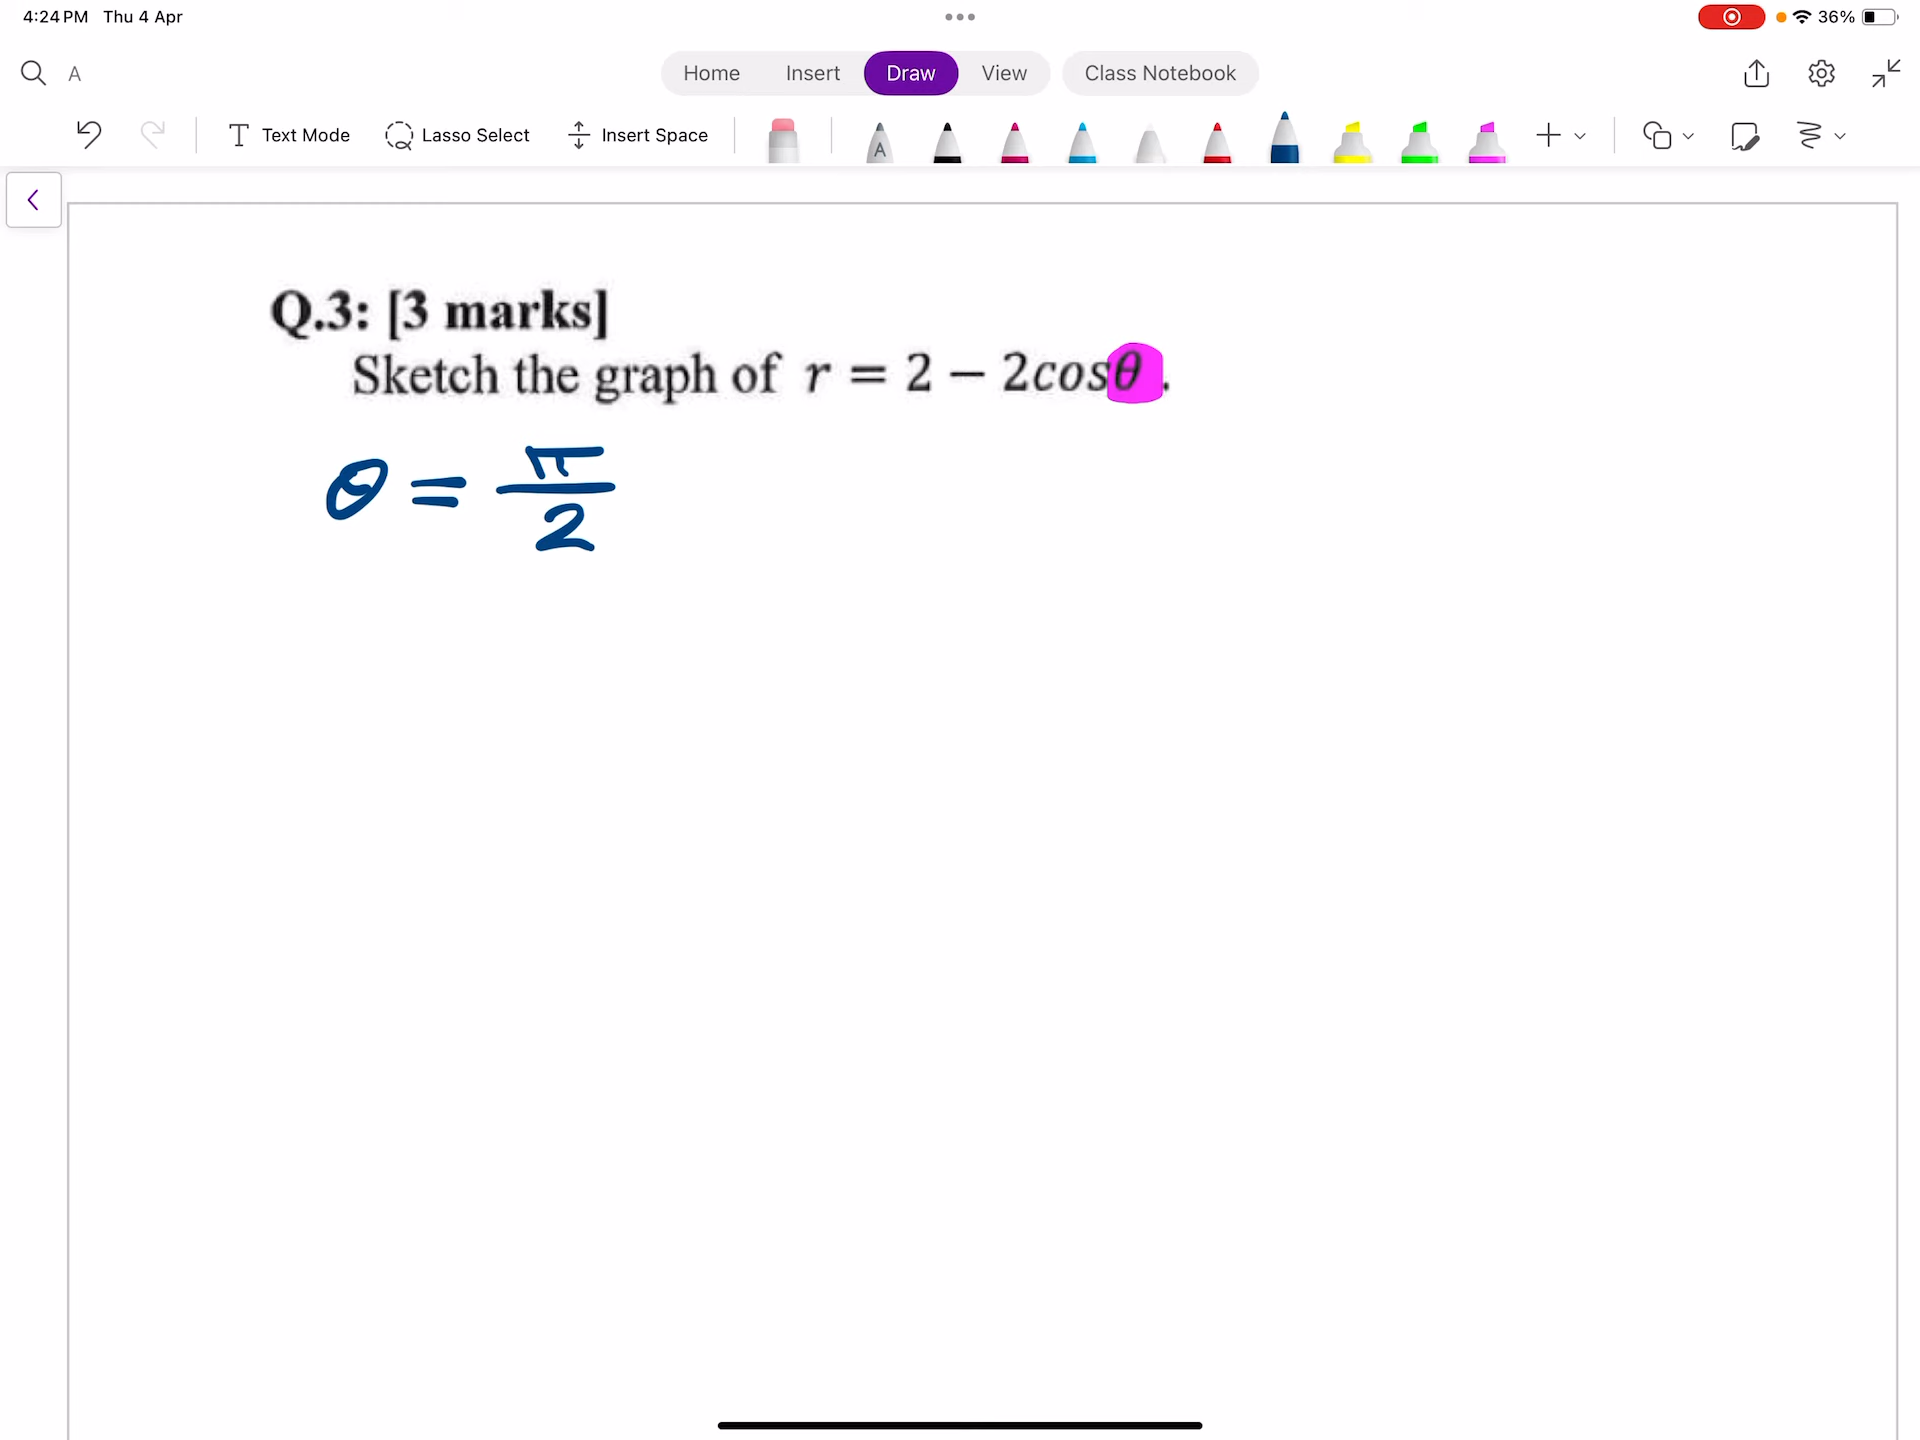 4:24 PM Thu 4 Apr 36%
A Home Insert Draw View Class Notebook
Text Mode Lasso Select Insert Space A
Q.3: [3 marks]
Sketch the graph of r = 2 − 2cosθ .
θ = π/2